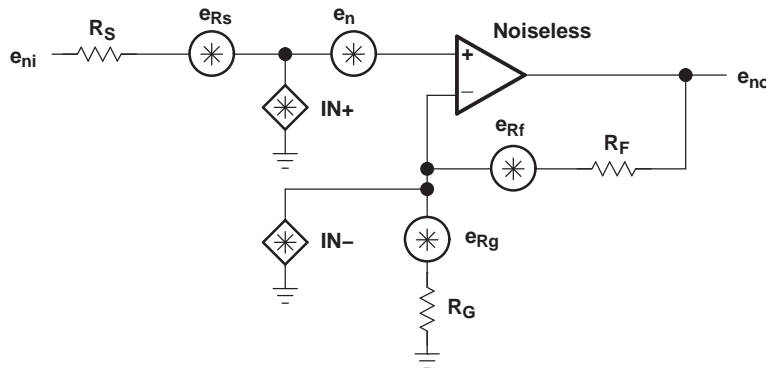 eRs
en
Noiseless
RS
eni
+
−
eno
IN+
eRf
RF
IN−
eRg
RG